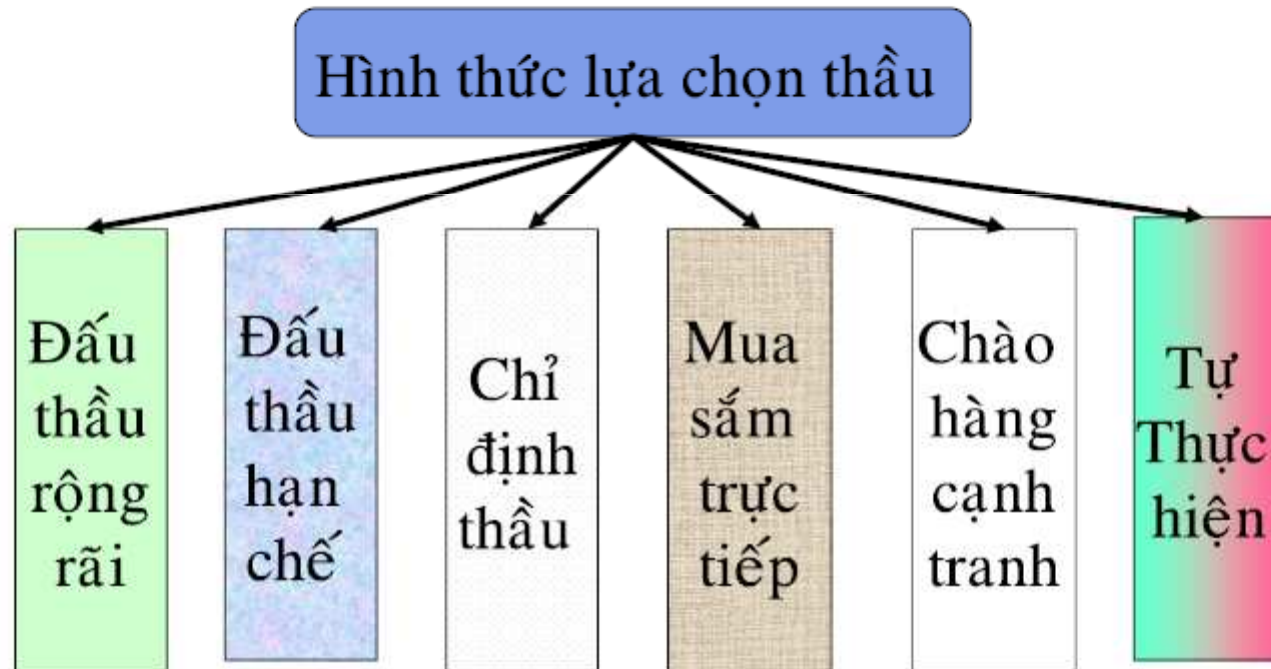 Hình thức lựa chọn thầu
Đấu
thầu
rộng
rãi
Đấu
thầu
hạn
chế
Chỉ
định
thầu
Mua
sắm
trực
tiếp
Chào
hàng
cạnh
tranh
Tự
Thực
hiện